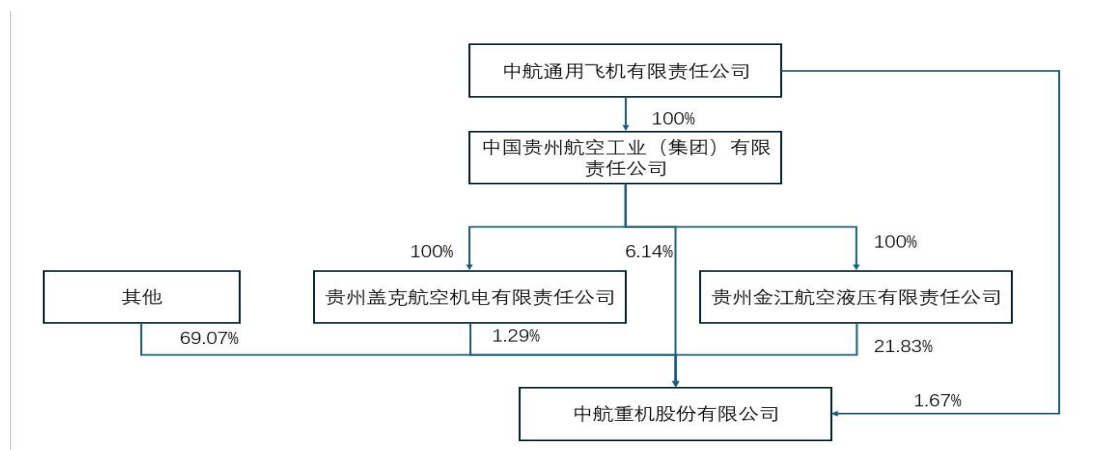 中航通用飞机有限责任公司
100%
中国贵州航空工业（集团）有限
责任公司
100%
6.14%
100%
其他
贵州盖克航空机电有限责任公司
贵州金江航空液压有限责任公司
69.07%
1.29%
21.83%
中航重机股份有限公司
1.67%